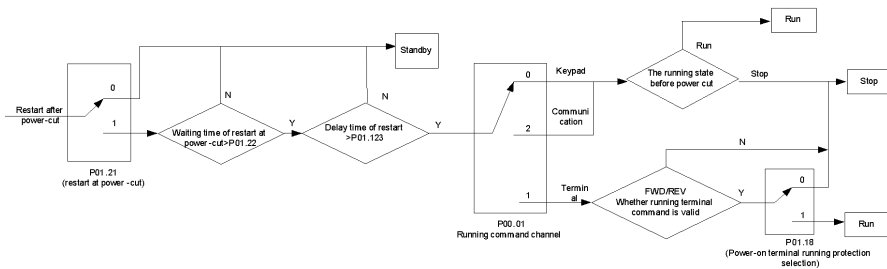 Run
Run
Standby
0
N
N
Restart after
power-cut
1
Waiting time of restart at
power-cut>P01.22
Y
Delay time of restart
>P01.123
Y
P01.21
(restart at power -cut)
0
Keypad
2
Communi
cation
1
Termin
al
P00.01
Running command channel
The running state
before power cut
Stop
Stop
N
FWD/REV
Whether running terminal
command is valid
Y
0
1
Run
P01.18
(Power-on terminal running protection
selection)